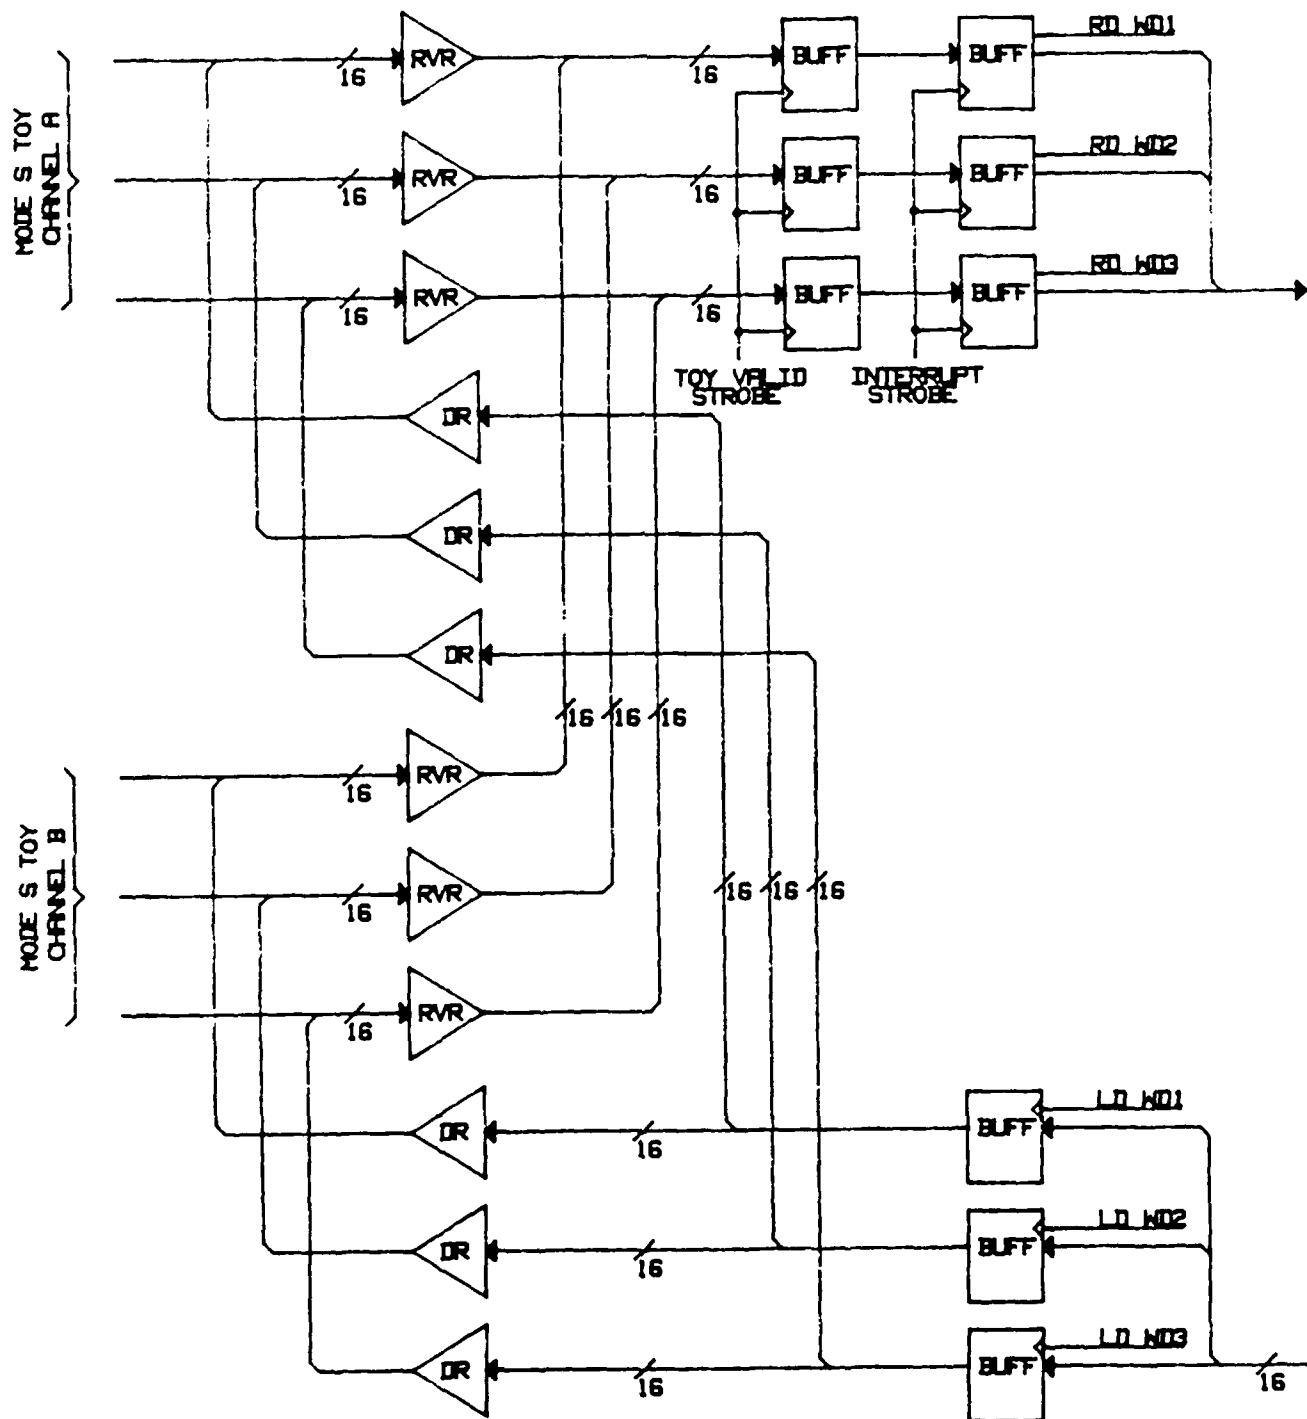 RVR
BUFF
BUFF
RD WD1
16
16
MODE S TOY
CHANNEL A
RVR
BUFF
BUFF
RD WD2
16
16
RVR
BUFF
BUFF
RD WD3
16
16
TOY VALID
STROBE
INTERRUPT
STROBE
DR
DR
DR
16
16
16
RVR
16
MODE S TOY
CHANNEL B
RVR
16
16
16
16
RVR
16
LD WD1
DR
BUFF
16
LD WD2
DR
BUFF
16
LD WD3
DR
BUFF
16
16